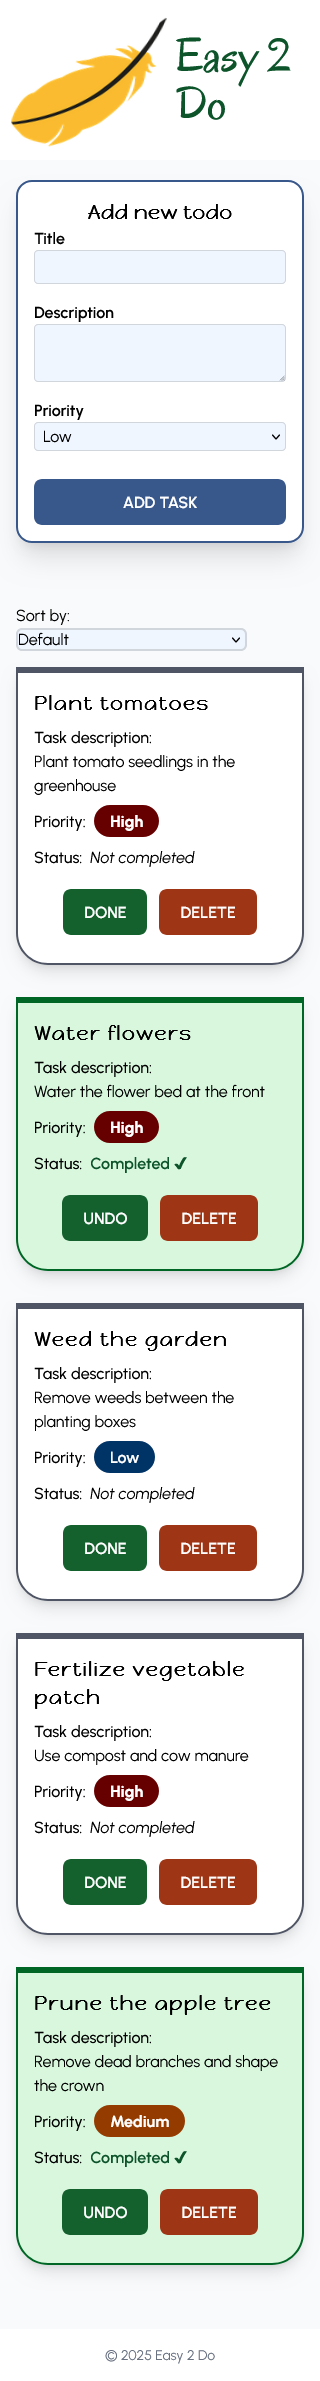 Easy 2
Do
Add new todo
Title
Description
Priority
Low
ADD TASK
Sort by:
Default
Plant tomatoes
Task description:
Plant tomato seedlings in the
greenhouse
Priority: High
Status: Not completed
DONE DELETE
Water flowers
Task description:
Water the flower bed at the front
Priority: High
Status: Completed ✔
UNDO DELETE
Weed the garden
Task description:
Remove weeds between the
planting boxes
Priority: Low
Status: Not completed
DONE DELETE
Fertilize vegetable
patch
Task description:
Use compost and cow manure
Priority: High
Status: Not completed
DONE DELETE
Prune the apple tree
Task description:
Remove dead branches and shape
the crown
Priority: Medium
Status: Completed ✔
UNDO DELETE
© 2025 Easy 2 Do